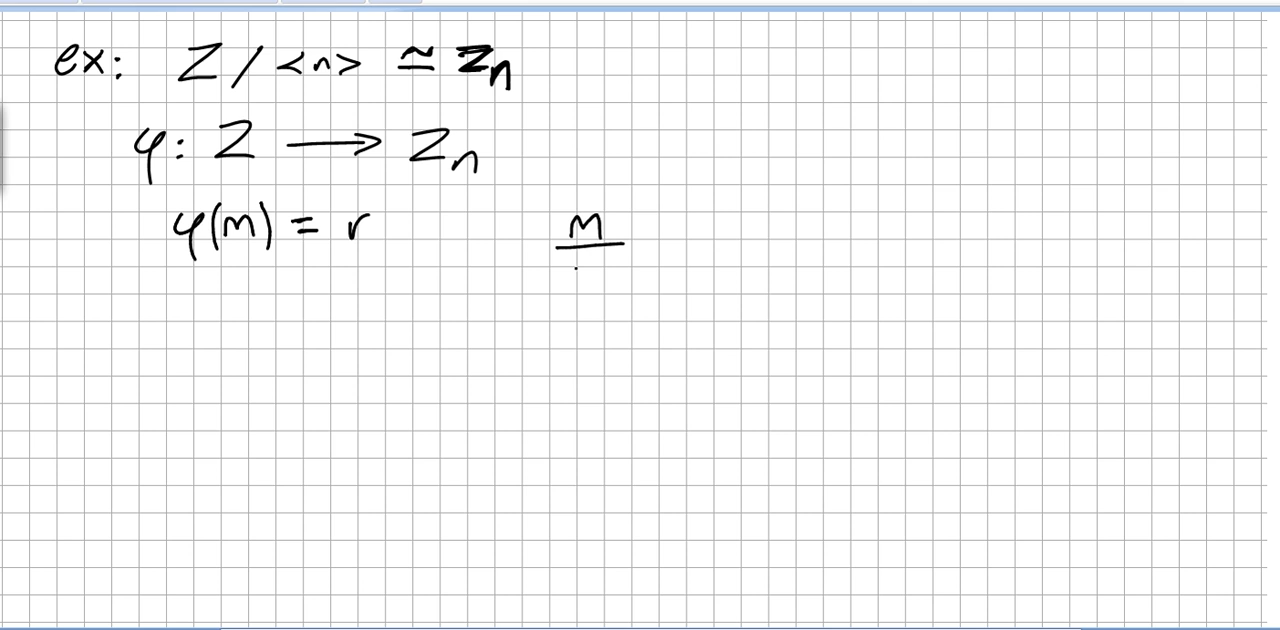 ex: Z / <n> ≃ Zn
φ: Z ⟶ Zn
φ(m) = r
m